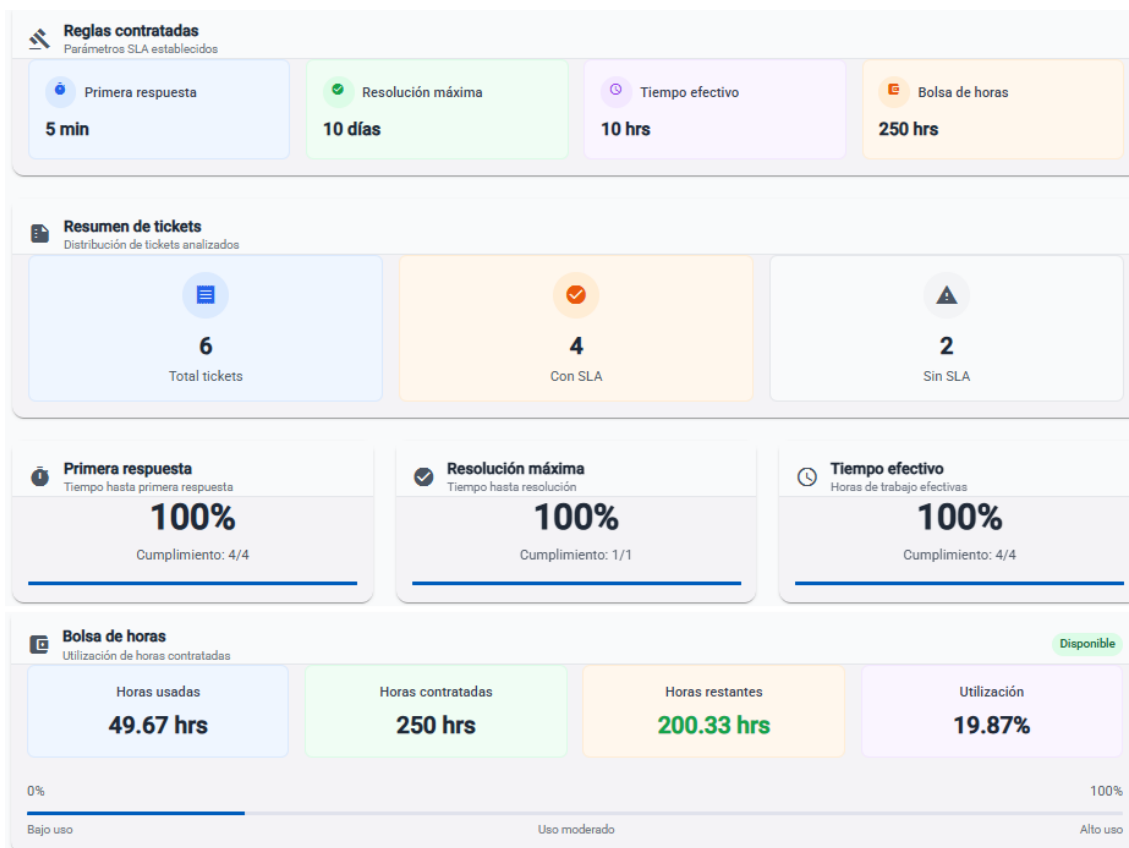 Reglas contratadas
Parámetros SLA establecidos
Primera respuesta
5 min
Resolución máxima
10 días
Tiempo efectivo
10 hrs
Bolsa de horas
250 hrs
Resumen de tickets
Distribución de tickets analizados
6
Total tickets
4
Con SLA
2
Sin SLA
Primera respuesta
Tiempo hasta primera respuesta
100%
Cumplimiento: 4/4
Resolución máxima
Tiempo hasta resolución
100%
Cumplimiento: 1/1
Tiempo efectivo
Horas de trabajo efectivas
100%
Cumplimiento: 4/4
Bolsa de horas
Utilización de horas contratadas
Disponible
Horas usadas
49.67 hrs
Horas contratadas
250 hrs
Horas restantes
200.33 hrs
Utilización
19.87%
0%
100%
Bajo uso
Uso moderado
Alto uso